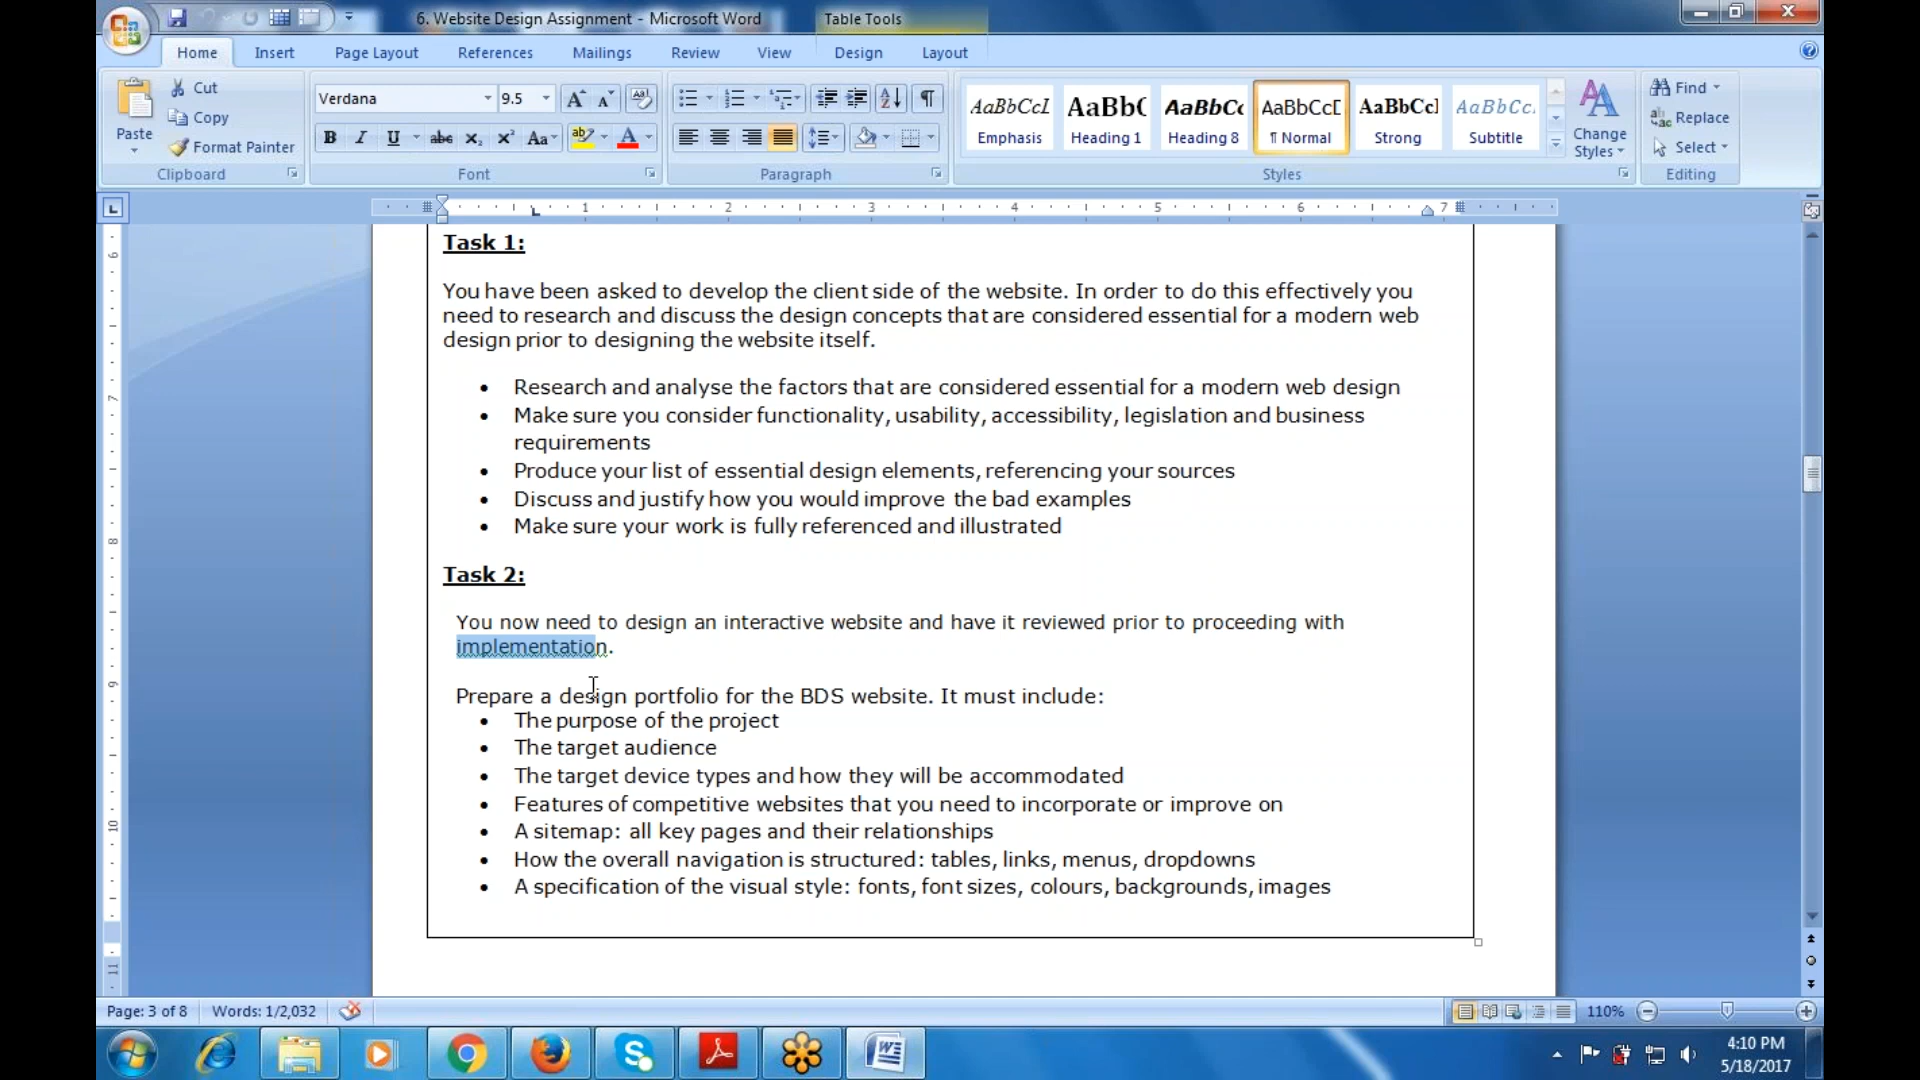 6. Website Design Assignment - Microsoft Word
Table Tools
Home Insert Page Layout References Mailings Review View Design Layout
Paste
Cut
Copy
Format Painter
Clipboard
Verdana 9.5
Font
Paragraph
AaBbCcI AaBb( AaBbCc AaBbCcD AaBbCcl AaBbCc.
Emphasis Heading 1 Heading 8 ¶ Normal Strong Subtitle
Styles
Change
Styles
Find
Replace
Select
Editing
1 2 3 4 5 6 7
Task 1:
You have been asked to develop the client side of the website. In order to do this effectively you
need to research and discuss the design concepts that are considered essential for a modern web
design prior to designing the website itself.
• Research and analyse the factors that are considered essential for a modern web design
• Make sure you consider functionality, usability, accessibility, legislation and business
requirements
• Produce your list of essential design elements, referencing your sources
• Discuss and justify how you would improve the bad examples
• Make sure your work is fully referenced and illustrated
Task 2:
You now need to design an interactive website and have it reviewed prior to proceeding with
implementation.
Prepare a design portfolio for the BDS website. It must include:
• The purpose of the project
• The target audience
• The target device types and how they will be accommodated
• Features of competitive websites that you need to incorporate or improve on
• A sitemap: all key pages and their relationships
• How the overall navigation is structured: tables, links, menus, dropdowns
• A specification of the visual style: fonts, font sizes, colours, backgrounds, images
Page: 3 of 8 Words: 1/2,032 110%
4:10 PM
5/18/2017